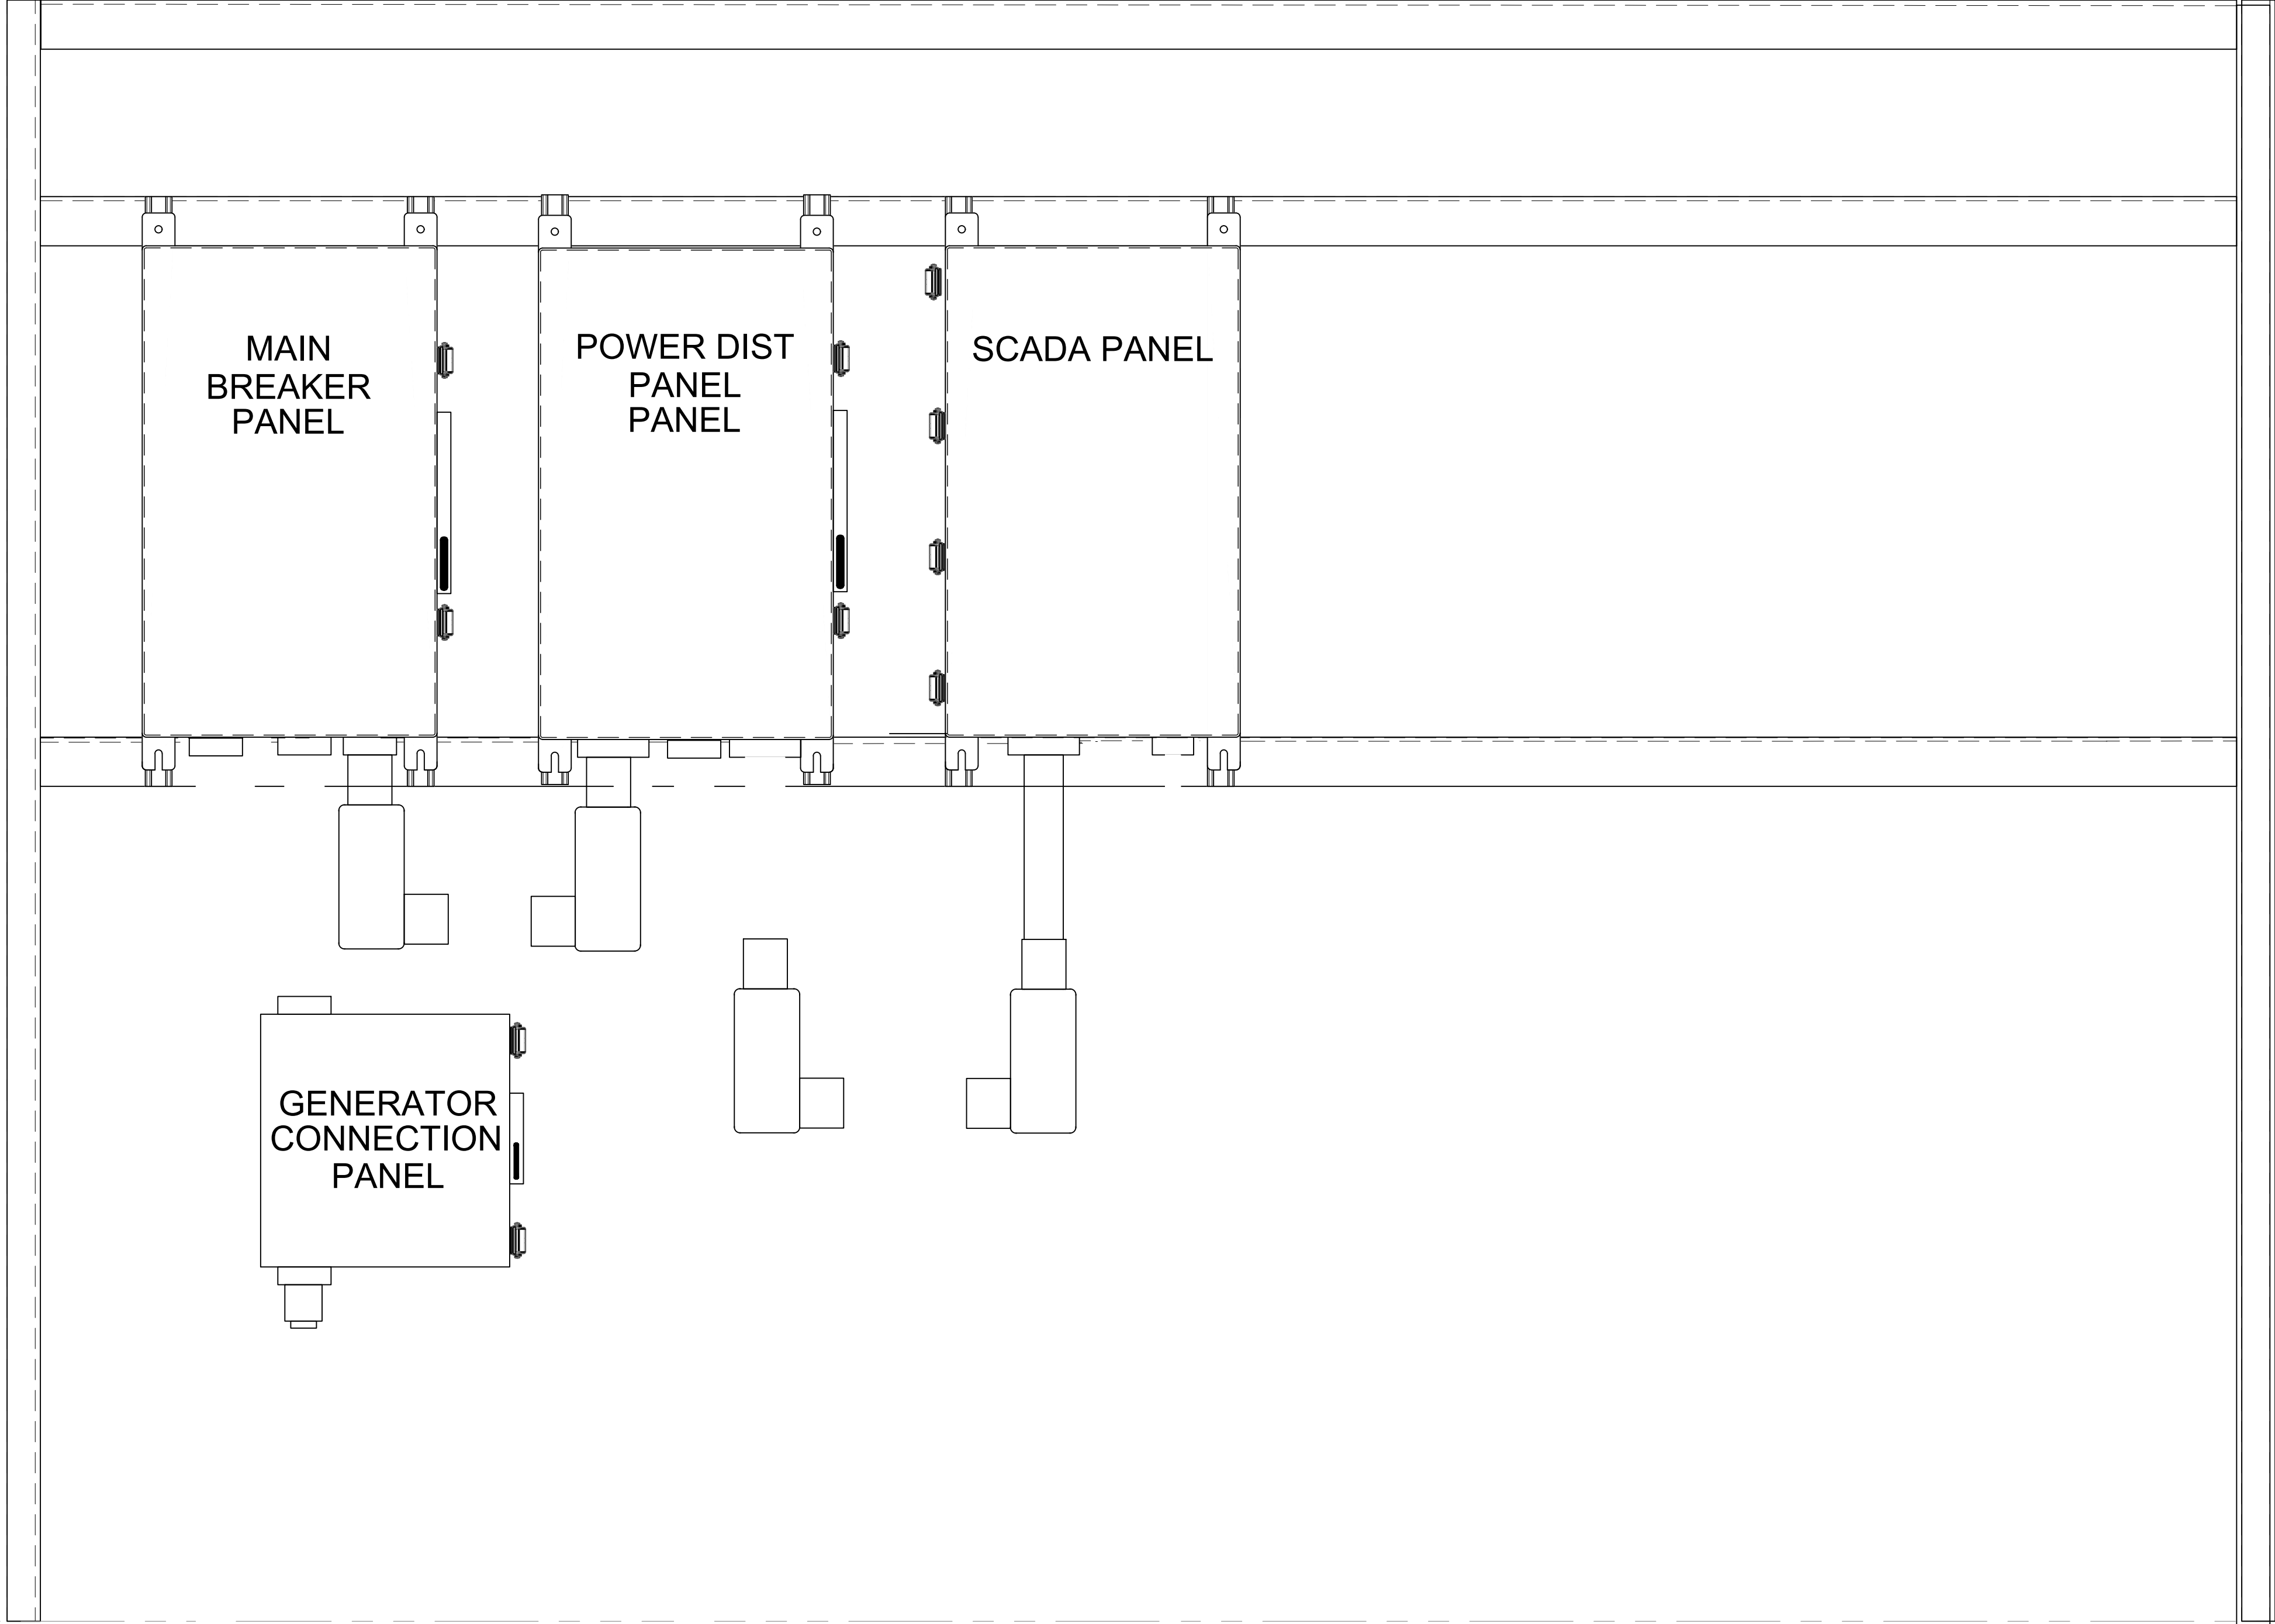 MAIN
BREAKER
PANEL
POWER DIST
PANEL
PANEL
SCADA PANEL
GENERATOR
CONNECTION
PANEL